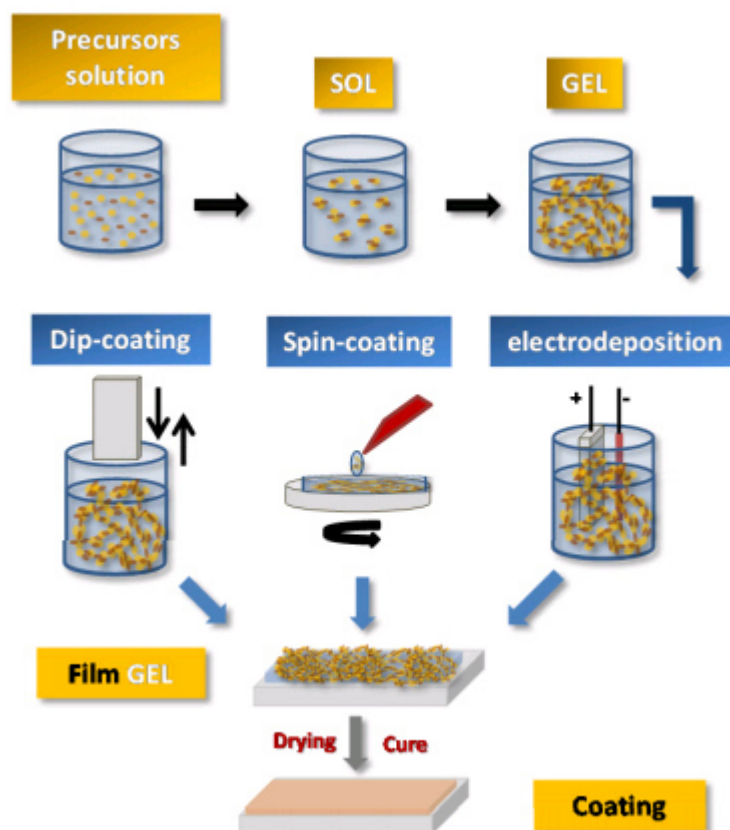 Precursors
solution
SOL
GEL
Dip-coating
Spin-coating
electrodeposition
+
-
Film GEL
Drying
Cure
Coating